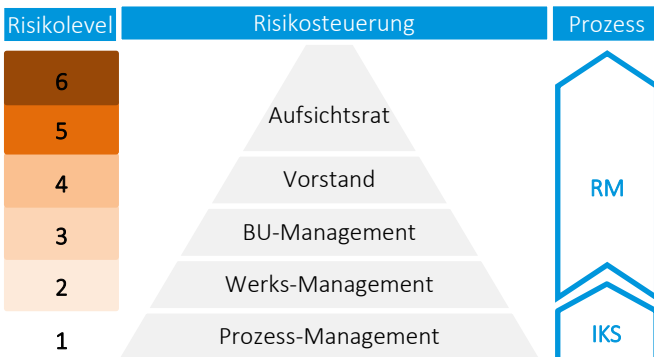 Risikolevel Risikosteuerung Prozess
6
5 Aufsichtsrat
4 Vorstand RM
3 BU-Management
2 Werks-Management
1 Prozess-Management IKS